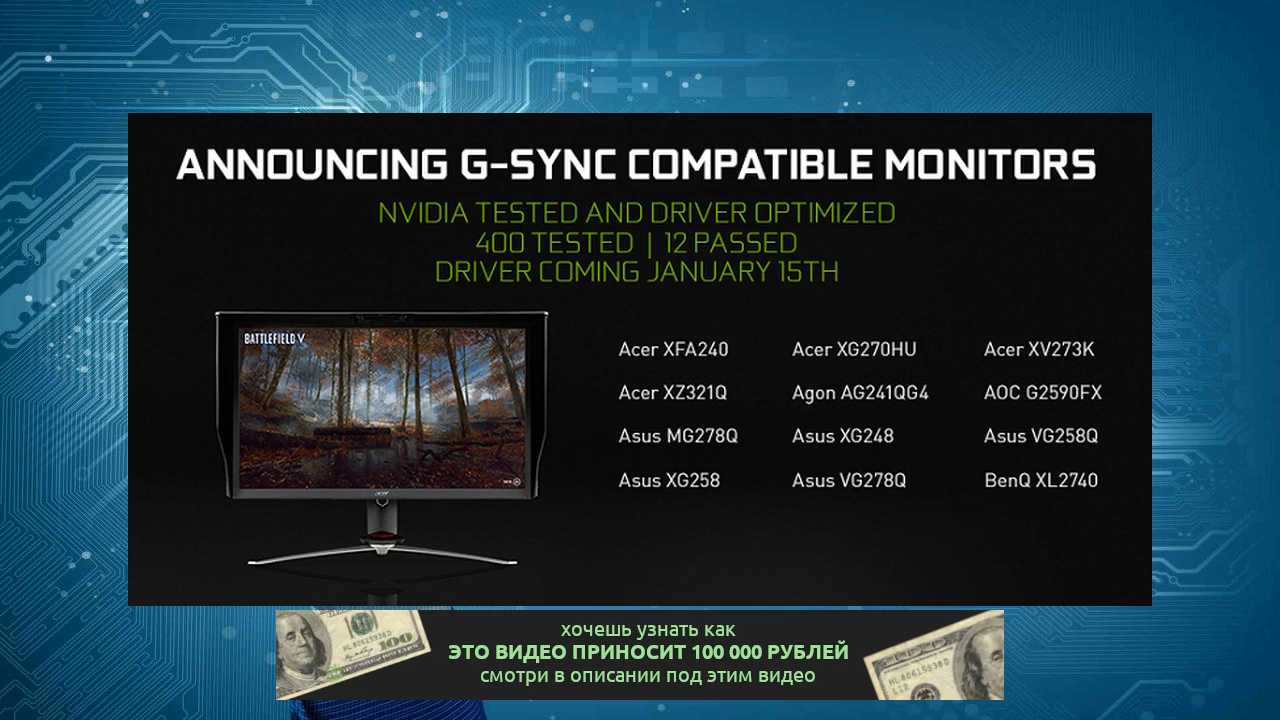 ANNOUNCING G-SYNC COMPATIBLE MONITORS
NVIDIA TESTED AND DRIVER OPTIMIZED
400 TESTED | 12 PASSED
DRIVER COMING JANUARY 15TH
BATTLEFIELD V
acer
Acer XFA240 Acer XG270HU Acer XV273K
Acer XZ321Q Agon AG241QG4 AOC G2590FX
Asus MG278Q Asus XG248 Asus VG258Q
Asus XG258 Asus VG278Q BenQ XL2740
хочешь узнать как
ЭТО ВИДЕО ПРИНОСИТ 100 000 РУБЛЕЙ
смотри в описании под этим видео